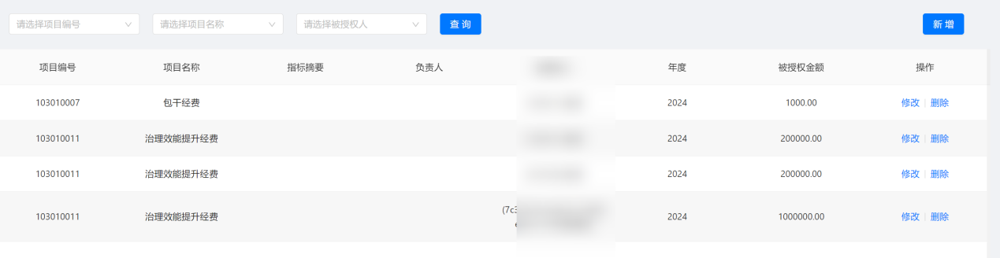 请选择项目编号 请选择项目名称 请选择被授权人 查 询 新 增
项目编号 项目名称 指标摘要 负责人 年度 被授权金额 操作
103010007 包干经费 2024 1000.00 修改 删除
103010011 治理效能提升经费 2024 200000.00 修改 删除
103010011 治理效能提升经费 2024 200000.00 修改 删除
(7c3
103010011 治理效能提升经费 2024 1000000.00 修改 删除